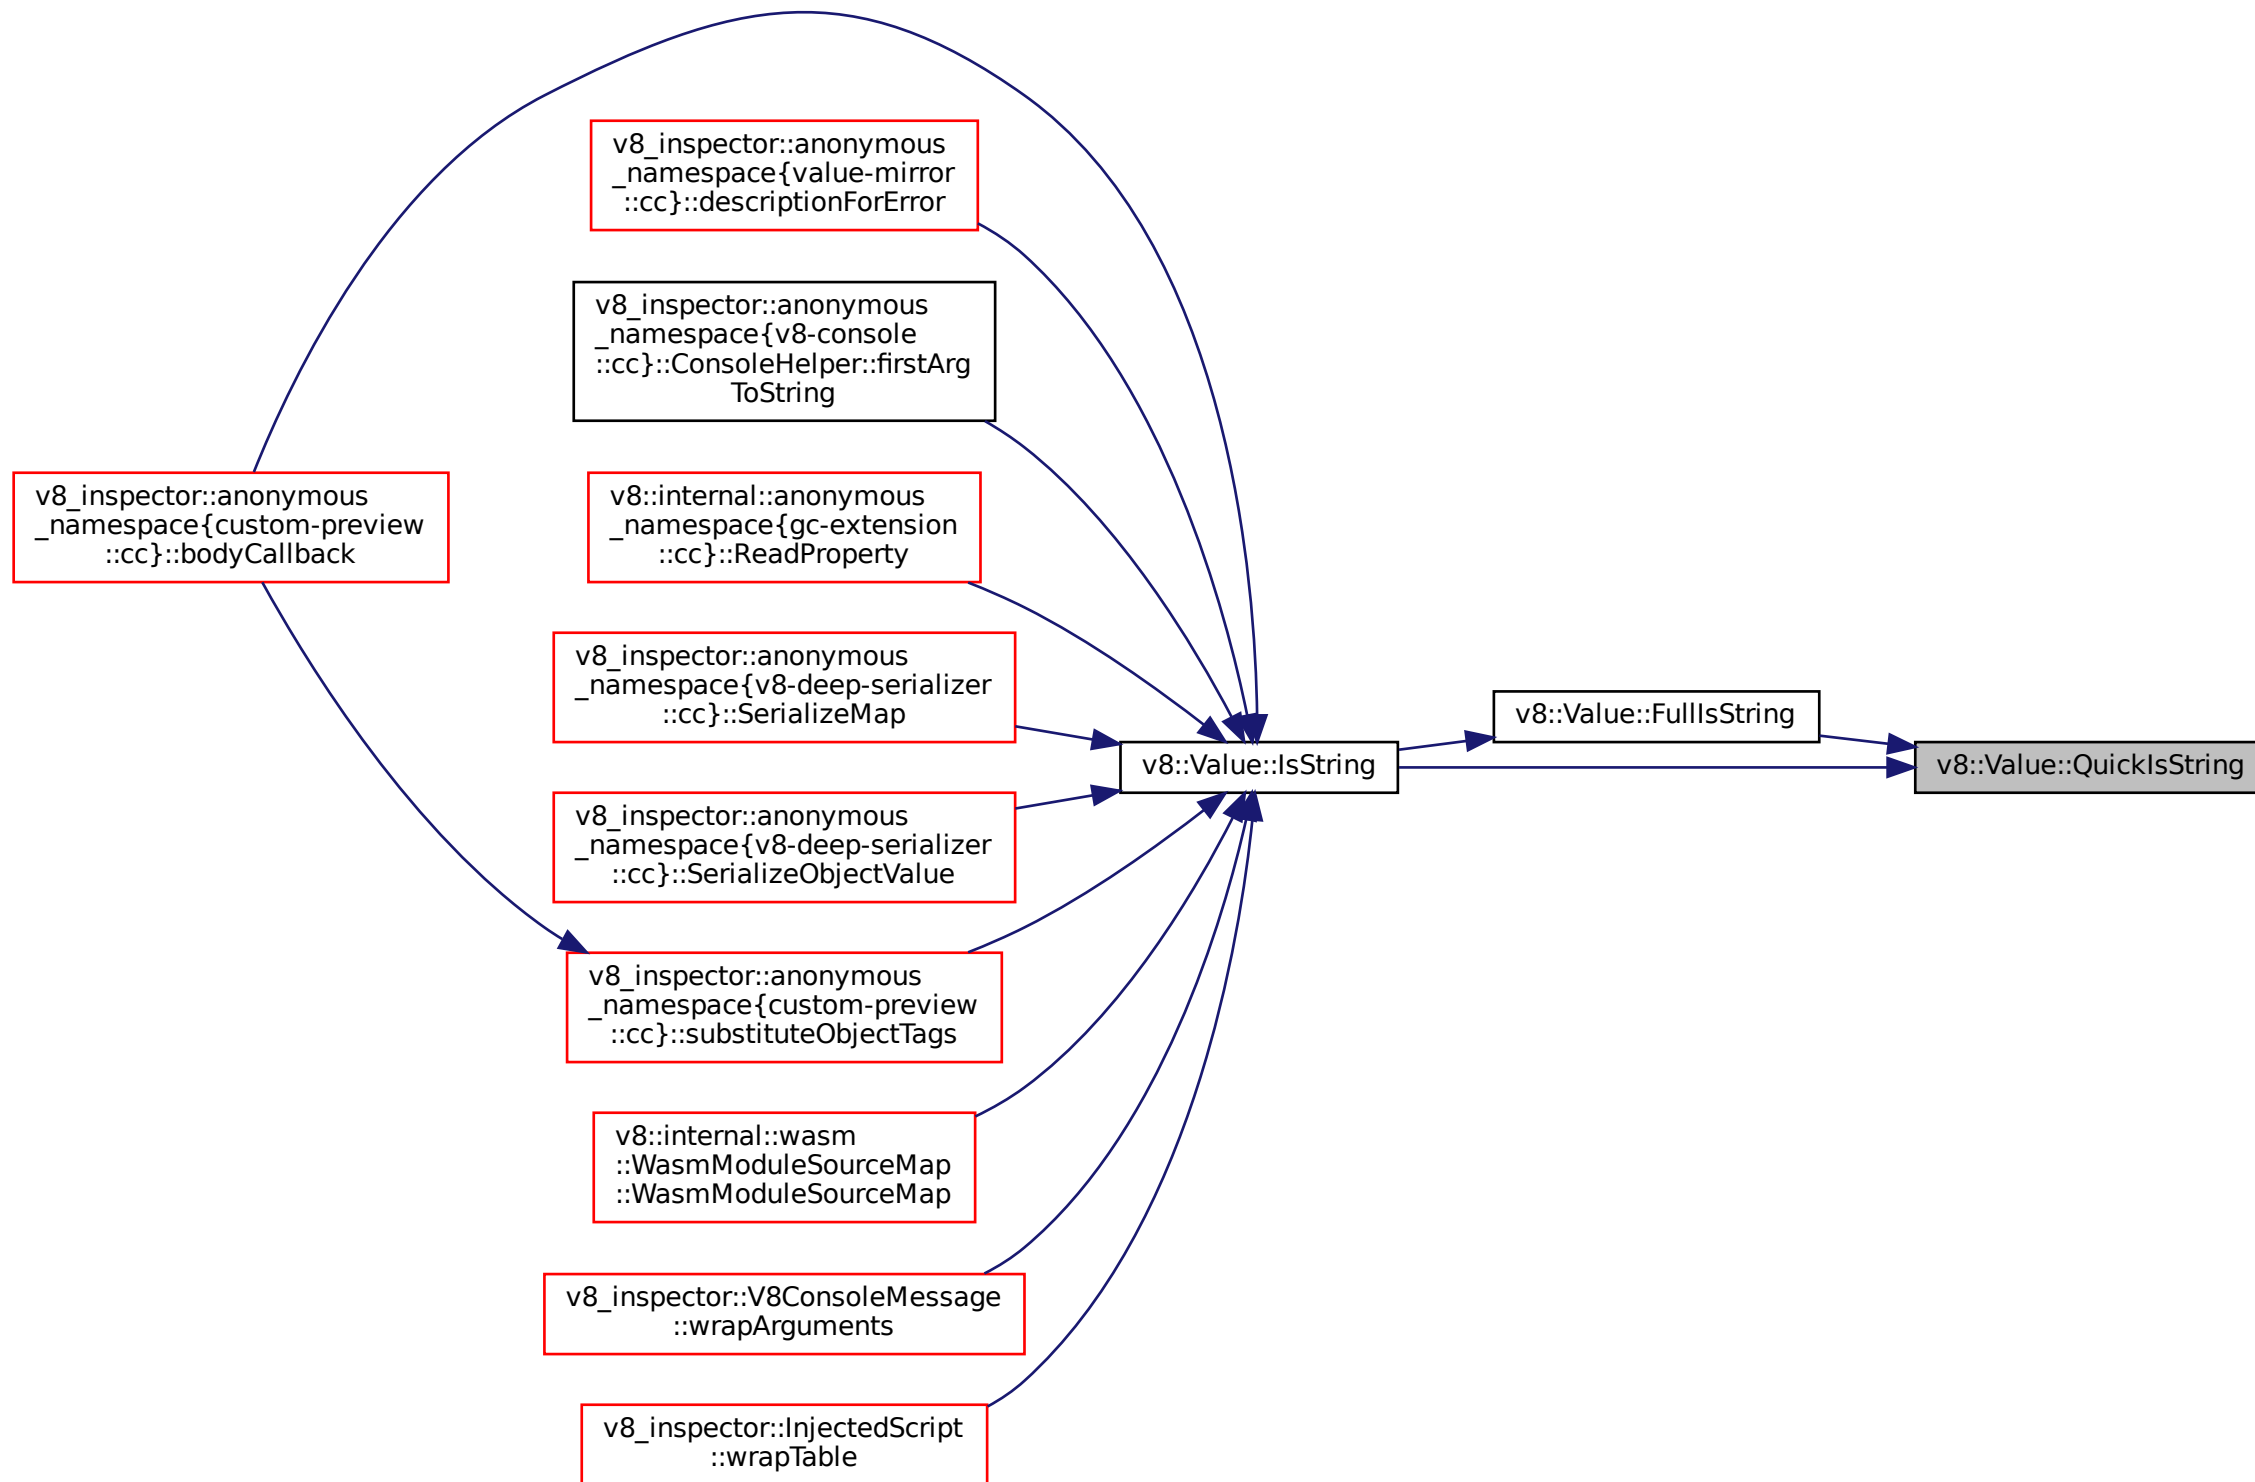 v8_inspector::anonymous
_namespace{value-mirror
::cc}::descriptionForError
v8_inspector::anonymous
_namespace{v8-console
::cc}::ConsoleHelper::firstArg
ToString
v8_inspector::anonymous
_namespace{custom-preview
::cc}::bodyCallback
v8::internal::anonymous
_namespace{gc-extension
::cc}::ReadProperty
v8_inspector::anonymous
_namespace{v8-deep-serializer
::cc}::SerializeMap
v8::Value::FullIsString
v8::Value::IsString
v8::Value::QuickIsString
v8_inspector::anonymous
_namespace{v8-deep-serializer
::cc}::SerializeObjectValue
v8_inspector::anonymous
_namespace{custom-preview
::cc}::substituteObjectTags
v8::internal::wasm
::WasmModuleSourceMap
::WasmModuleSourceMap
v8_inspector::V8ConsoleMessage
::wrapArguments
v8_inspector::InjectedScript
::wrapTable